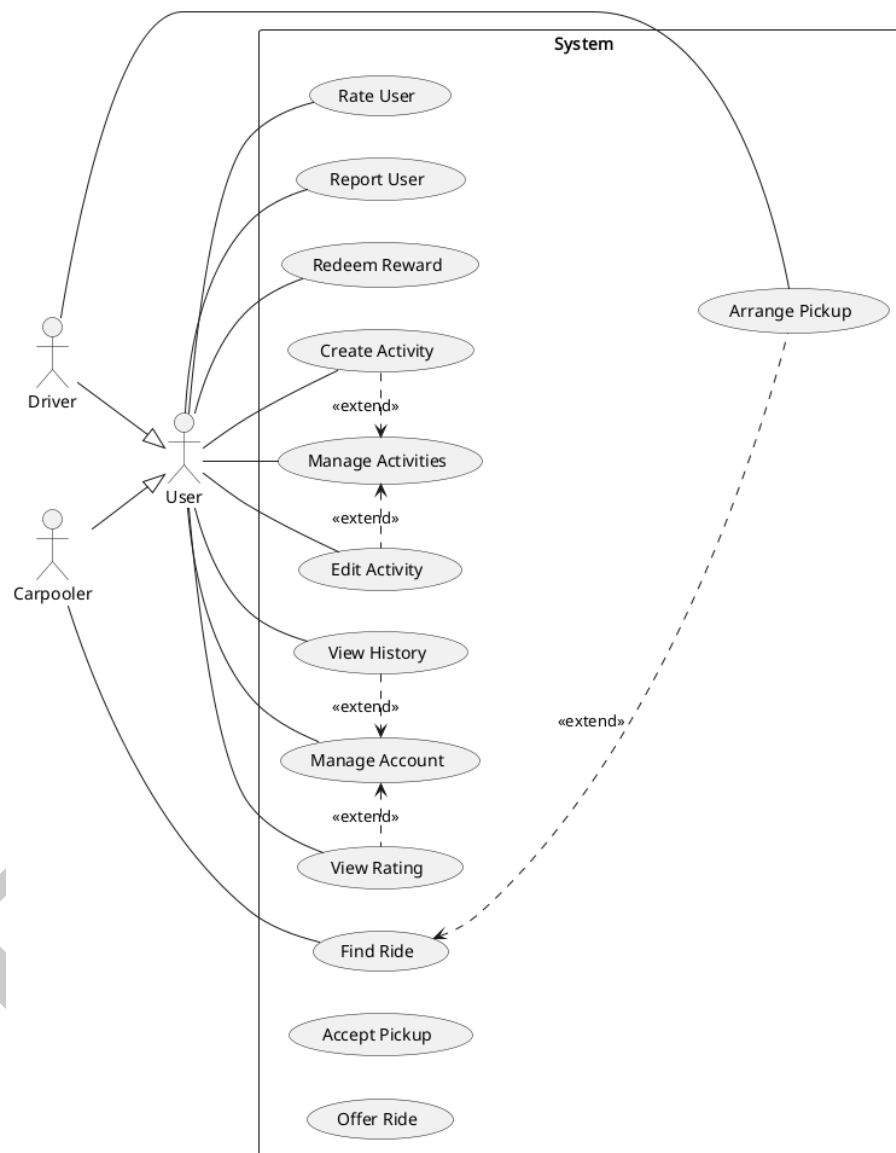 System
Rate User
Report User
Redeem Reward
Arrange Pickup
Create Activity
Driver
«extend»
Manage Activities
User
«extend»
Edit Activity
Carpooler
View History
«extend»
«extend»
Manage Account
«extend»
View Rating
Find Ride
Accept Pickup
Offer Ride